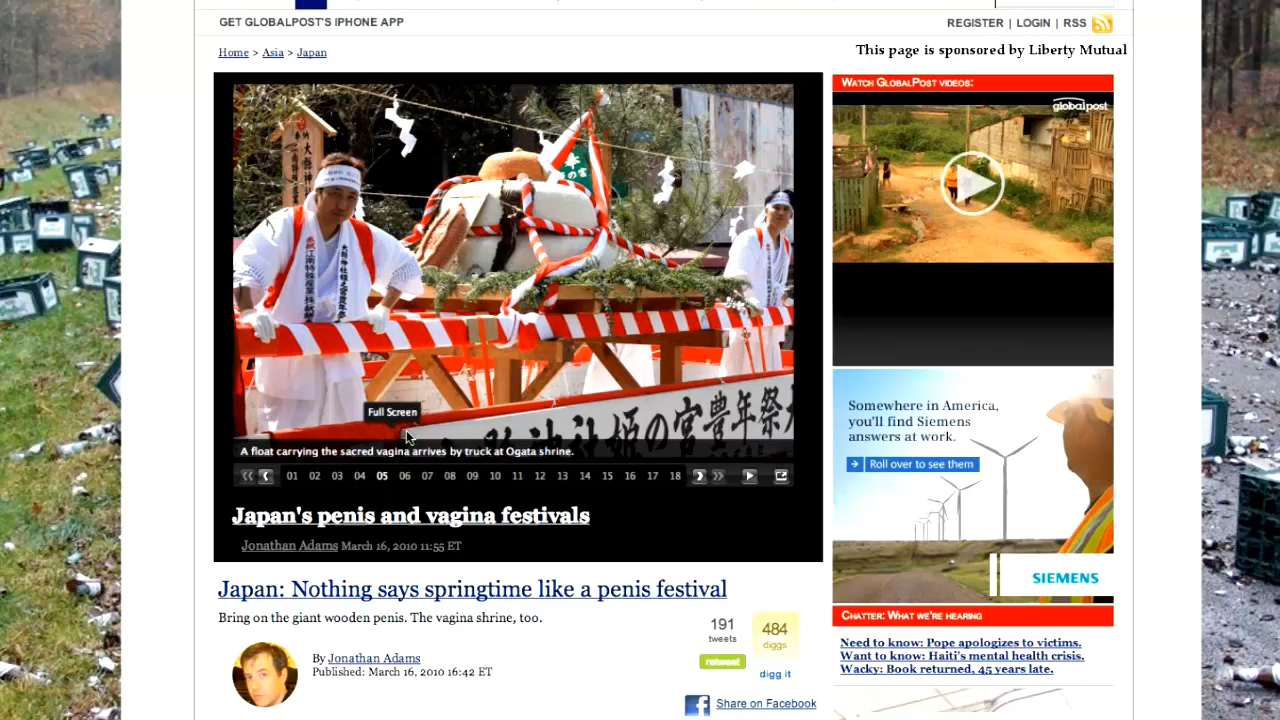 GET GLOBALPOST'S IPHONE APP
REGISTER | LOGIN | RSS
Home > Asia > Japan
This page is sponsored by Liberty Mutual
WATCH GLOBALPOST VIDEOS:
globalpost
姫の宮豊年祭
Full Screen
A float carrying the sacred vagina arrives by truck at Ogata shrine.
01 02 03 04 05 06 07 08 09 10 11 12 13 14 15 16 17 18
Japan's penis and vagina festivals
Jonathan Adams March 16, 2010 11:55 ET
Somewhere in America,
you'll find Siemens
answers at work.
Roll over to see them
SIEMENS
Japan: Nothing says springtime like a penis festival
Bring on the giant wooden penis. The vagina shrine, too.
By Jonathan Adams
Published: March 16, 2010 16:42 ET
191
tweets
retweet
484
diggs
digg it
Share on Facebook
CHATTER: WHAT WE'RE HEARING
Need to know: Pope apologizes to victims.
Want to know: Haiti's mental health crisis.
Wacky: Book returned, 45 years late.